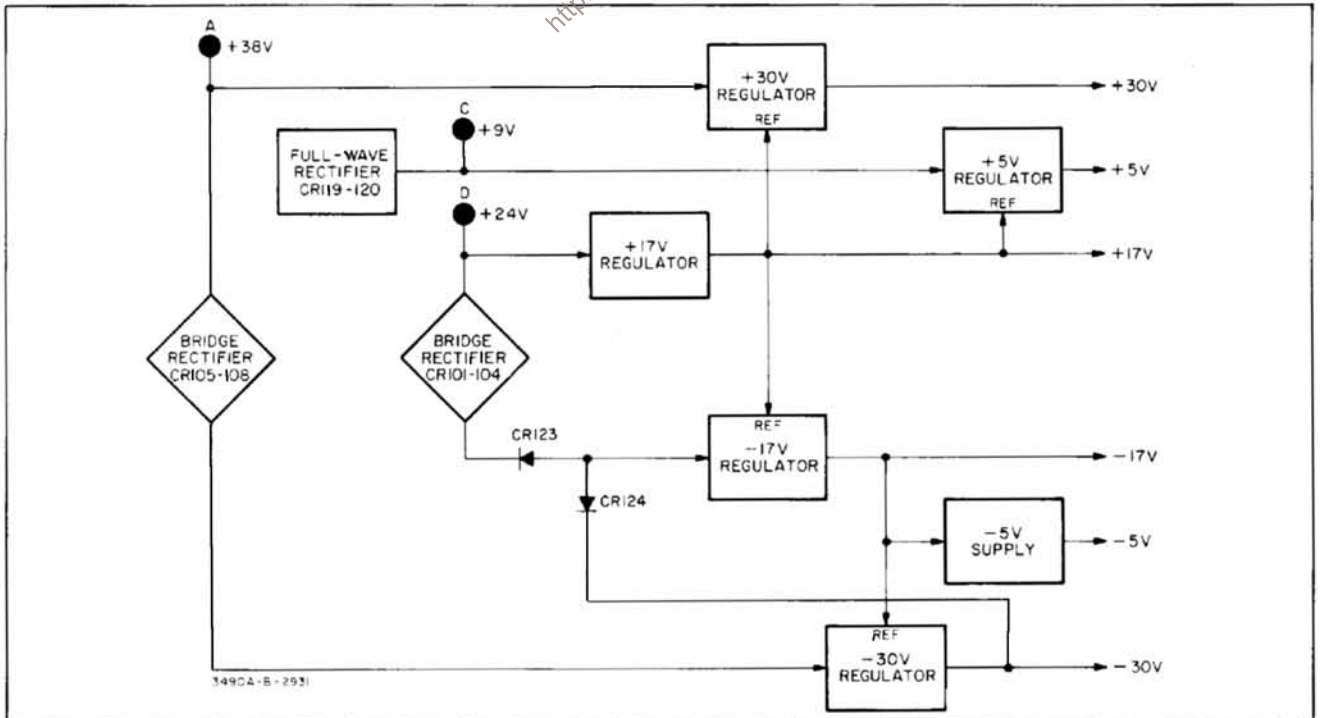 http
A
+38V
+30V
REGULATOR
REF
+30V
C
+9V
FULL-WAVE
RECTIFIER
CR119-120
+5V
REGULATOR
REF
+5V
D
+24V
+17V
REGULATOR
+17V
BRIDGE
RECTIFIER
CR105-108
BRIDGE
RECTIFIER
CR101-104
CR123
REF
-17V
REGULATOR
-17V
CR124
-5V
SUPPLY
-5V
REF
-30V
REGULATOR
-30V
3490A-B-2931